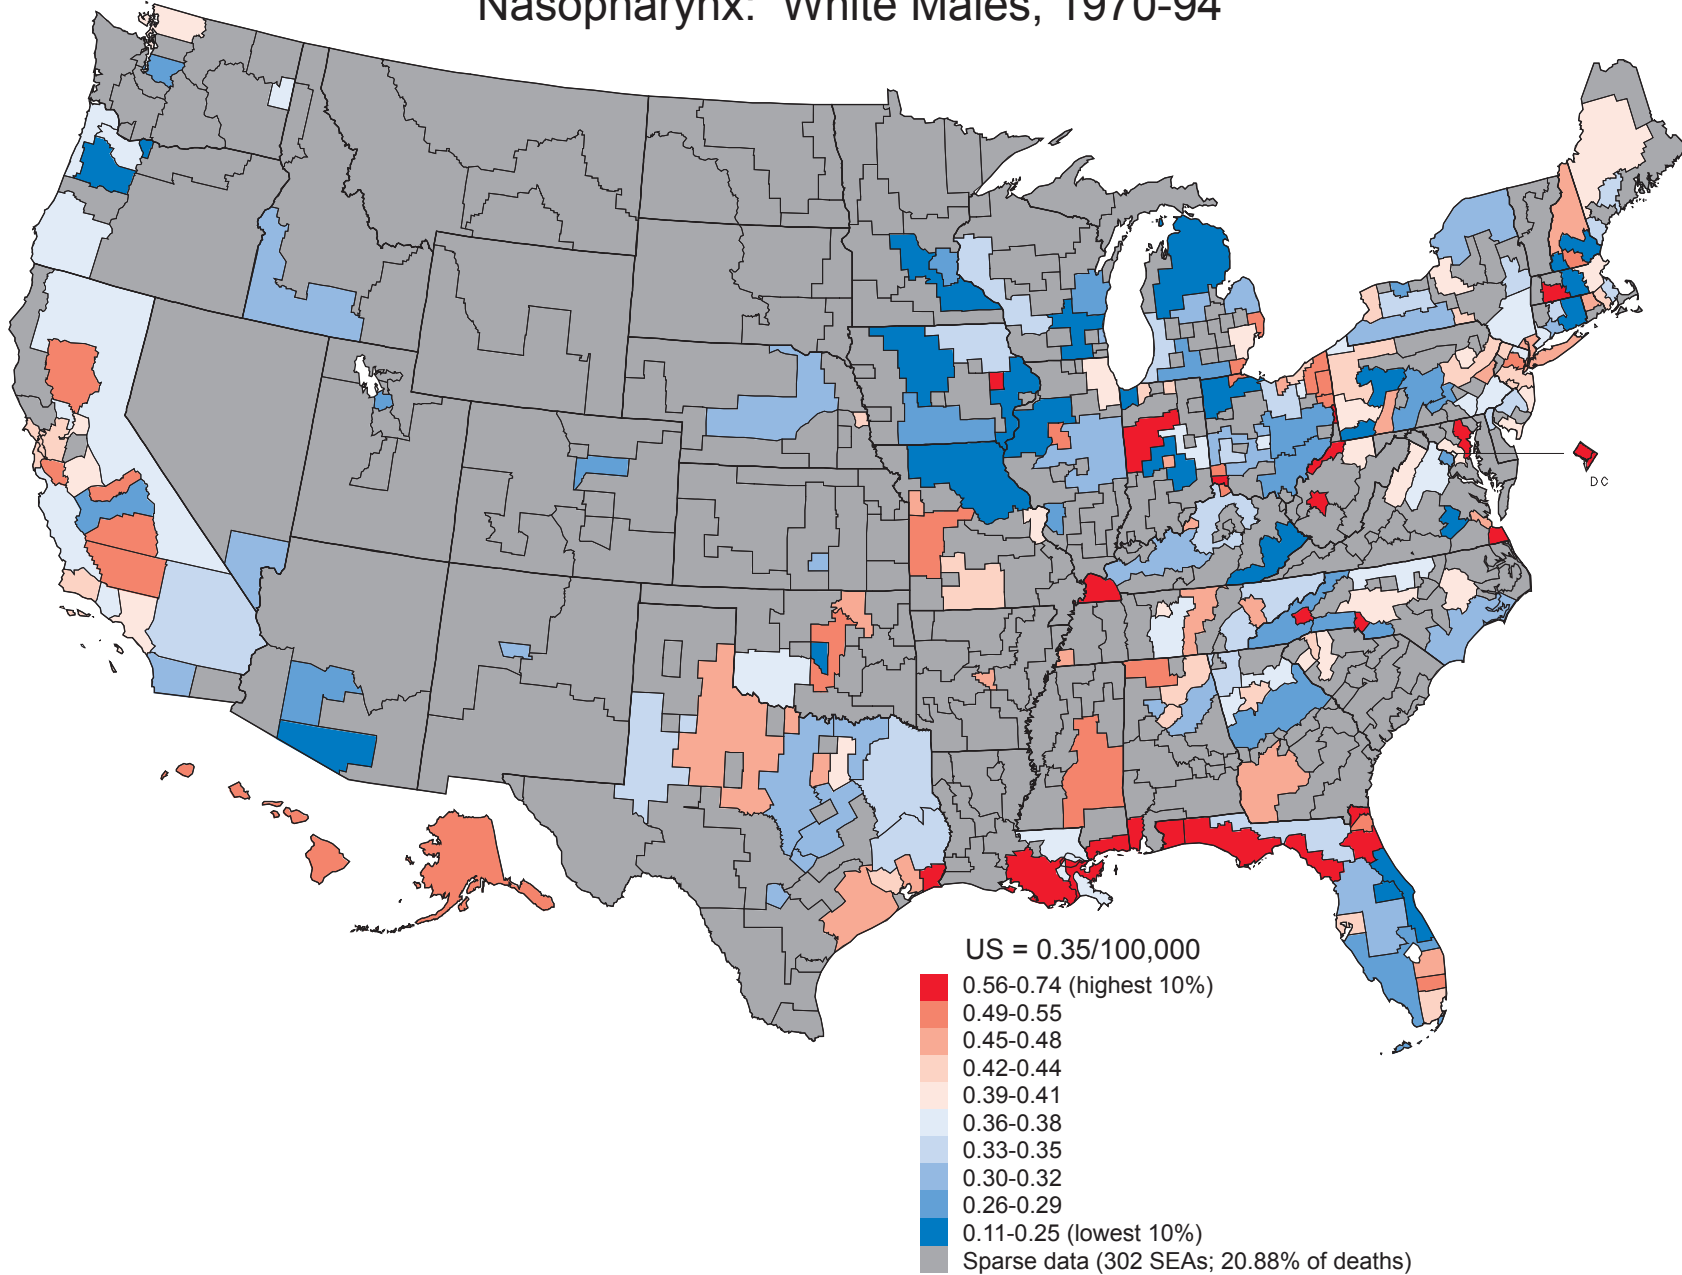 Nasopharynx: White Males, 1970-94
DC
US = 0.35/100,000
0.56-0.74 (highest 10%)
0.49-0.55
0.45-0.48
0.42-0.44
0.39-0.41
0.36-0.38
0.33-0.35
0.30-0.32
0.26-0.29
0.11-0.25 (lowest 10%)
Sparse data (302 SEAs; 20.88% of deaths)